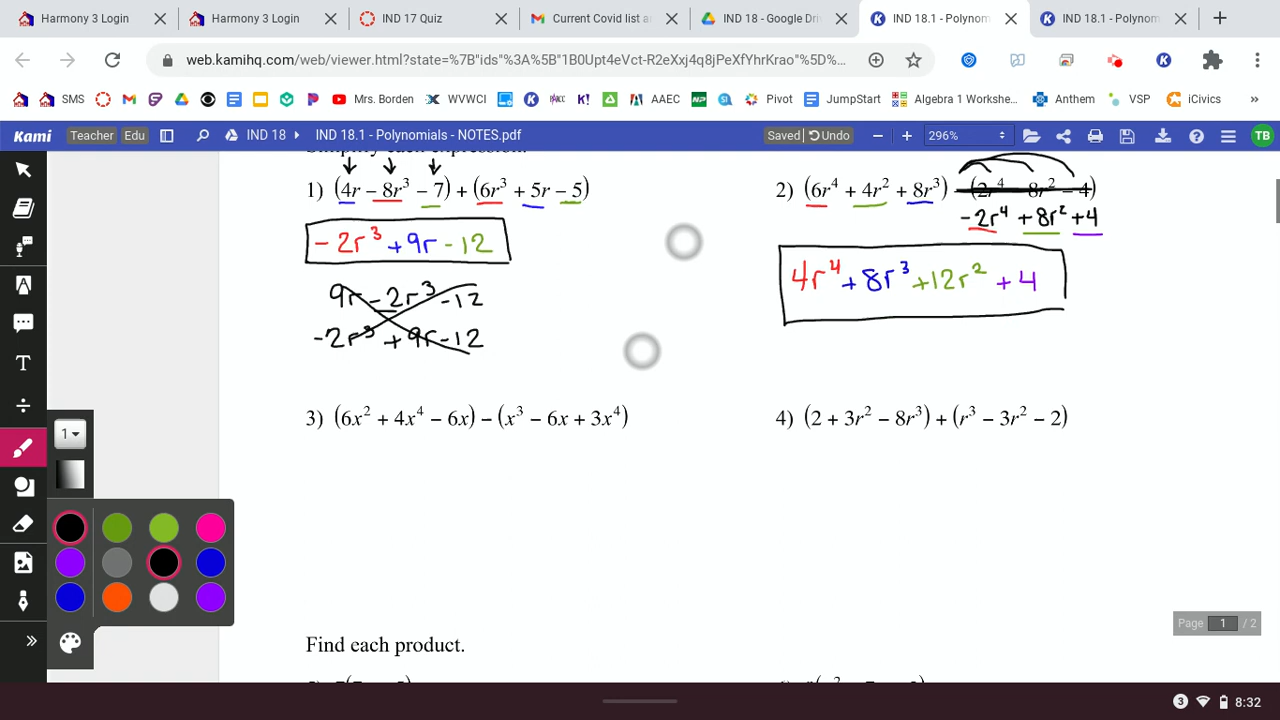 Harmony 3 Login
Harmony 3 Login
IND 17 Quiz
Current Covid list a
IND 18 - Google Dri
IND 18.1 - Polynom
IND 18.1 - Polynom
web.kamihq.com/web/viewer.html?state=%7B"ids"%3A%5B"1B0Upt4eVct-R2eXxj4q8jPeXfYhrKrao"%5D%...
SMS
Mrs. Borden
WVWCI
K!
AAEC
NP
Pivot
JumpStart
Algebra 1 Workshe...
Anthem
VSP
iCivics
Kami
Teacher
Edu
IND 18
IND 18.1 - Polynomials - NOTES.pdf
Saved
Undo
296%
TB
Simplify each expression.
1) (4r − 8r³ − 7) + (6r³ + 5r − 5)
-2r³ +9r -12
9r -2r³ -12
-2r³ +9r -12
2) (6r⁴ + 4r² + 8r³) − (2r⁴ − 8r² − 4)
-2r⁴ +8r² +4
4r⁴ +8r³ +12r² +4
3) (6x² + 4x⁴ − 6x) − (x³ − 6x + 3x⁴)
4) (2 + 3r² − 8r³) + (r³ − 3r² − 2)
Find each product.
1
Page 1 / 2
3
8:32